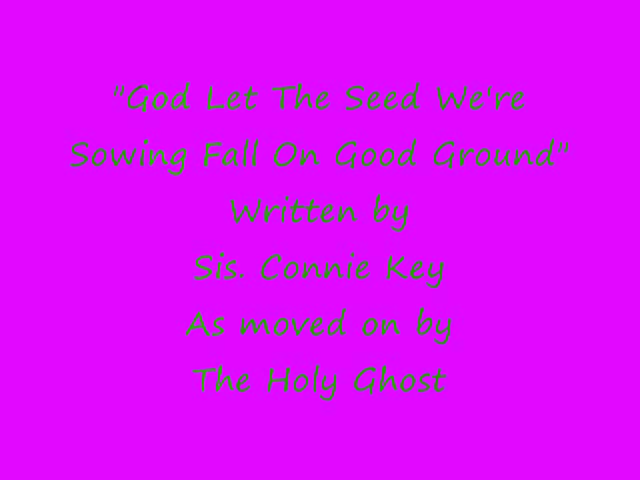 "God Let The Seed We're
Sowing Fall On Good Ground"
Written by
Sis. Connie Key
As moved on by
The Holy Ghost